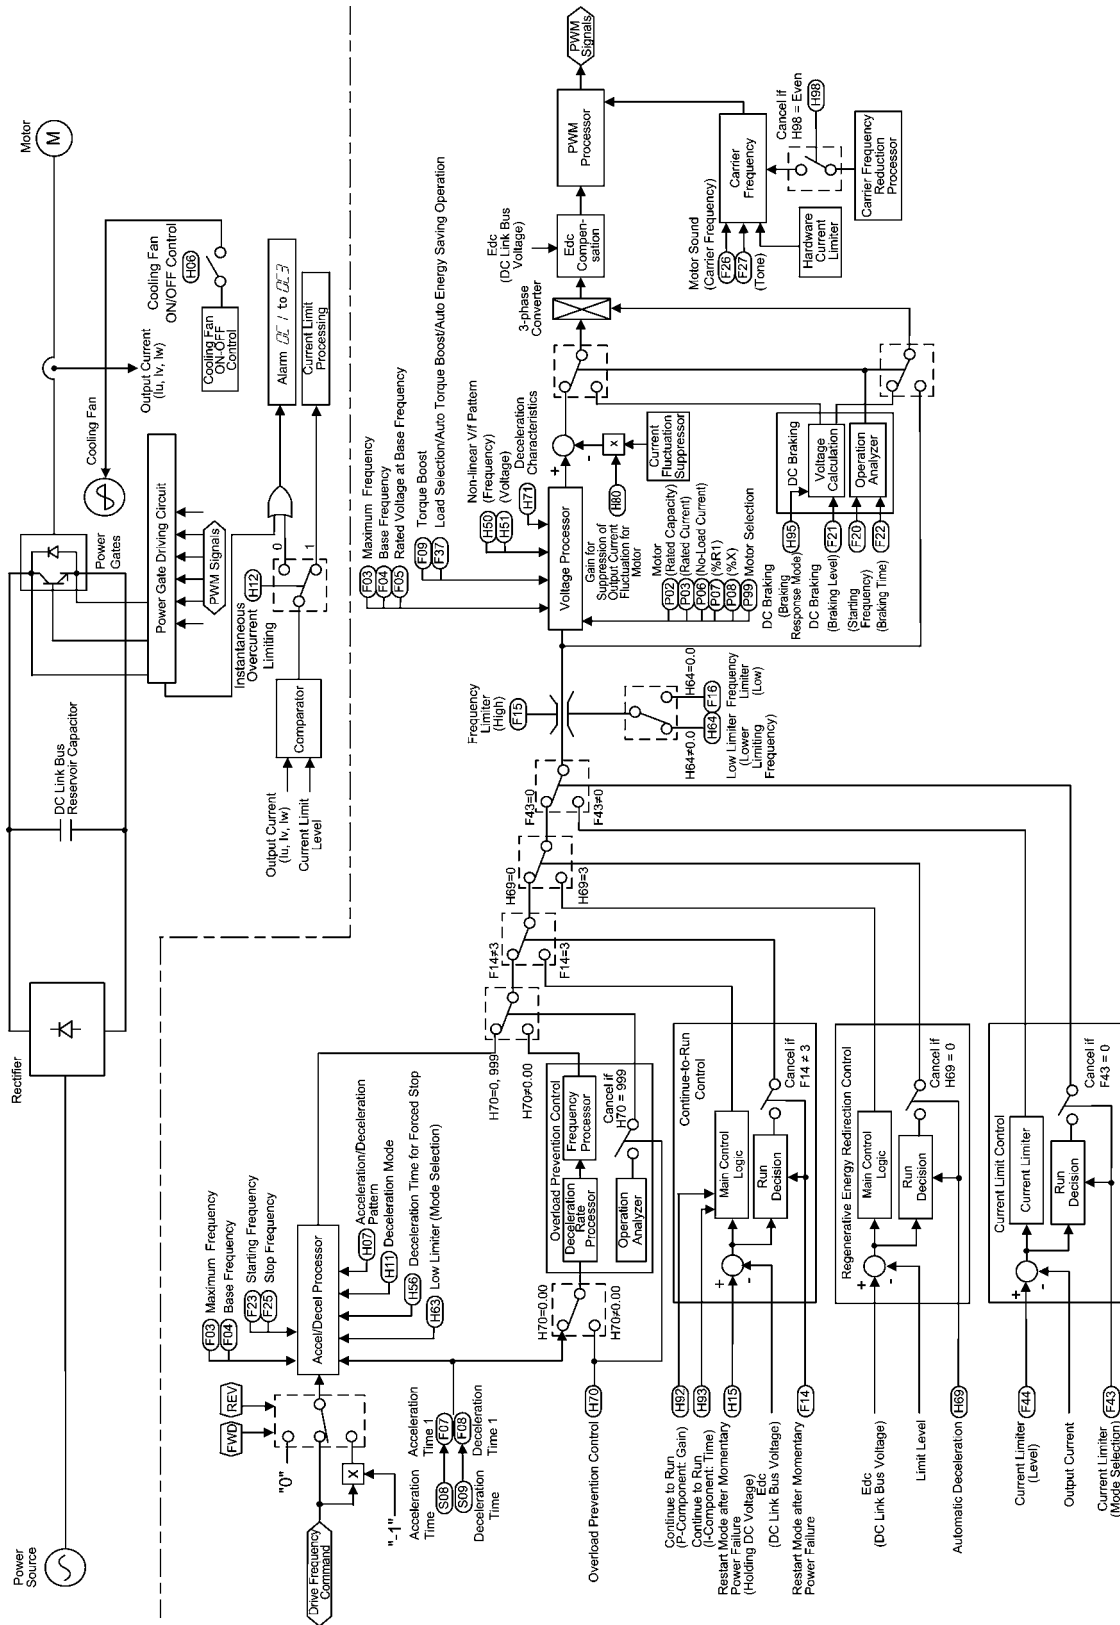 Power
Source
Rectifier
DC Link Bus
Reservoir Capacitor
Power
Gates
Cooling Fan
Motor
M
Output Current
(Iu, Iv, Iw)
Cooling Fan
ON/OFF Control
H06
Cooling Fan
ON-OFF
Control
Power Gate Driving Circuit
PWM Signals
Instantaneous
Overcurrent
Limiting
H12
0
1
Output Current
(Iu, Iv, Iw)
Current Limit
Level
Comparator
Alarm OC1 to OC3
Current Limit
Processing
Drive Frequency
Command
"0"
"-1"
X
FWD
REV
F03
Maximum Frequency
F04
Base Frequency
F23
Starting Frequency
F25
Stop Frequency
Accel/Decel Processor
H07
Acceleration/Deceleration
Pattern
H11
Deceleration Mode
H56
Deceleration Time for Forced Stop
H63
Low Limiter (Mode Selection)
Acceleration
Time
S08
Acceleration
Time 1
F07
S09
Deceleration
Time 1
F08
Deceleration
Time 1
H70=0.00
H70≠0.00
Overload Prevention Control
H70
Overload Prevention Control
Deceleration
Rate
Processor
Frequency
Processor
Operation
Analyzer
Cancel if
H70 = 999
H70=0, 999
H70≠0.00
F14≠3
F14=3
H69=0
H69=3
F43=0
F43≠0
Continue to Run
(P-Component: Gain)
H92
Continue to Run
(I-Component: Time)
H93
Restart Mode after Momentary
Power Failure
(Holding DC Voltage)
H15
Edc
(DC Link Bus Voltage)
Restart Mode after Momentary
Power Failure
F14
+
-
Continue-to-Run
Control
Main Control
Logic
Run
Decision
Cancel if
F14 ≠ 3
Edc
(DC Link Bus Voltage)
Limit Level
Automatic Deceleration
H69
+
-
Regenerative Energy Redirection Control
Main Control
Logic
Run
Decision
Cancel if
H69 = 0
Current Limiter
(Level)
F44
Output Current
Current Limiter
(Mode Selection)
F43
+
-
Current Limit Control
Current Limiter
Run
Decision
Cancel if
F43 = 0
Frequency
Limiter
(High)
F15
H64≠0.0
H64=0.0
H64
F16
Low Limiter
(Lower
Limiting
Frequency)
Frequency
Limiter
(Low)
F03
Maximum Frequency
F04
Base Frequency
F05
Rated Voltage at Base Frequency
F09
Torque Boost
F37
Load Selection/Auto Torque Boost/Auto Energy Saving Operation
Non-linear V/f Pattern
H50
(Frequency)
H51
(Voltage)
H71
Deceleration
Characteristics
Voltage Processor
+
-
Gain for
Suppression of
Output Current
Fluctuation for
Motor
H80
X
Current
Fluctuation
Suppressor
Motor
P02
(Rated Capacity)
P03
(Rated Current)
P06
(No-Load Current)
P07
(%R1)
P08
(%X)
P99
Motor Selection
DC Braking
(Braking
Response Mode)
H95
DC Braking
(Braking Level)
F21
(Starting
Frequency)
F20
(Braking Time)
F22
DC Braking
Voltage
Calculation
Operation
Analyzer
3-phase
Converter
Edc
(DC Link Bus
Voltage)
Edc
Compen-
sation
PWM
Processor
PWM
Signals
Motor Sound
(Carrier Frequency)
F26
F27
(Tone)
Carrier
Frequency
Hardware
Current
Limiter
Cancel if
H98 = Even
H98
Carrier Frequency
Reduction
Processor